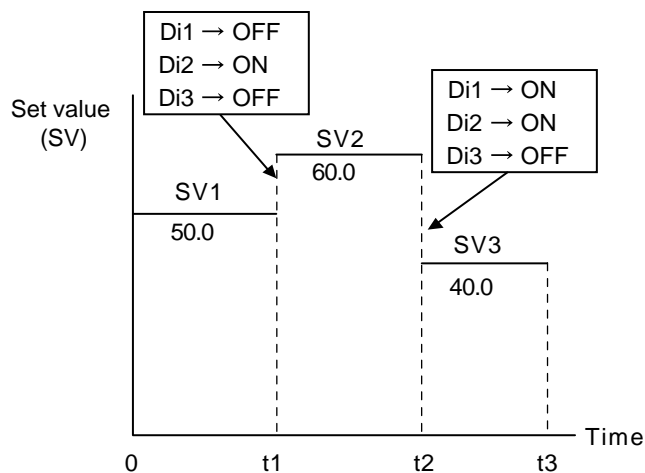 Di1 → OFF
Di2 → ON
Di3 → OFF
Di1 → ON
Di2 → ON
Di3 → OFF
Set value
(SV)
SV2
60.0
SV1
50.0
SV3
40.0
Time
0 t1 t2 t3